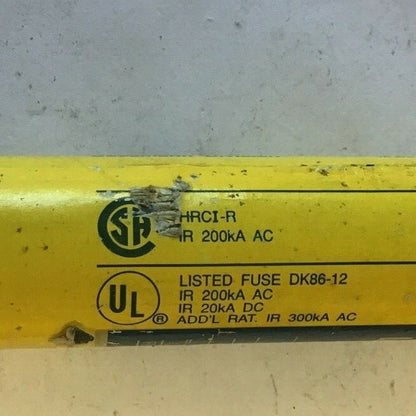 HRCI-R
IR 200kA AC
UL
®
LISTED FUSE DK86-12
IR 200kA AC
IR 20kA DC
ADD'L RAT. IR 300kA AC